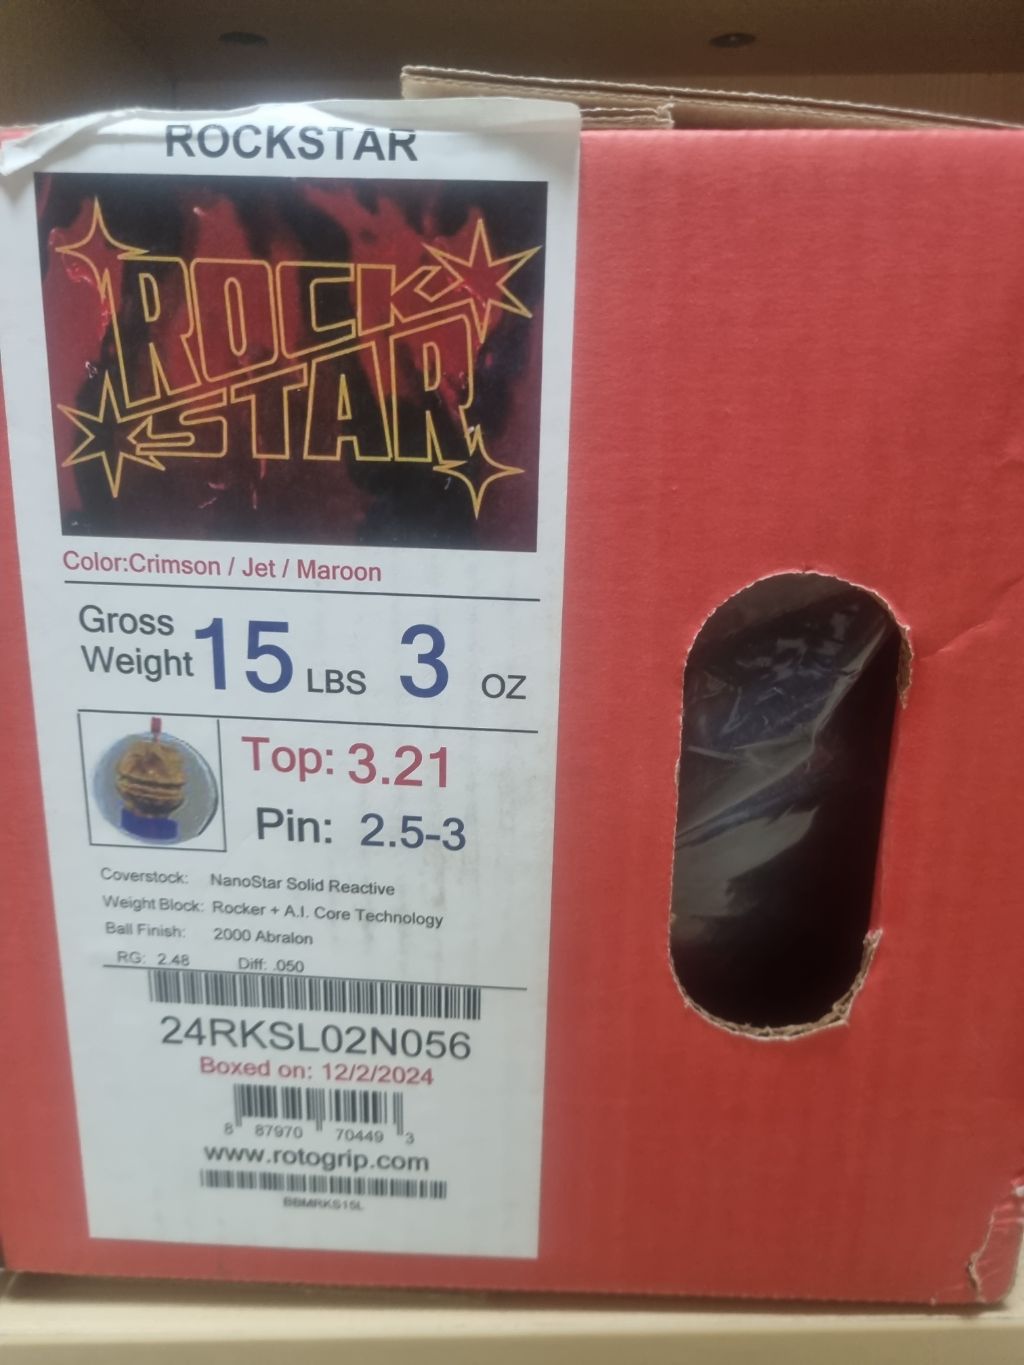 ROCKSTAR
ROCK
STAR
Color:Crimson / Jet / Maroon
Gross
Weight 15 LBS 3 OZ
Top: 3.21
Pin: 2.5-3
Coverstock: NanoStar Solid Reactive
Weight Block: Rocker + A.I. Core Technology
Ball Finish: 2000 Abralon
RG: 2.48 Diff: .050
24RKSL02N056
Boxed on: 12/2/2024
8 87970 70449 3
www.rotogrip.com
BBMRKS15L